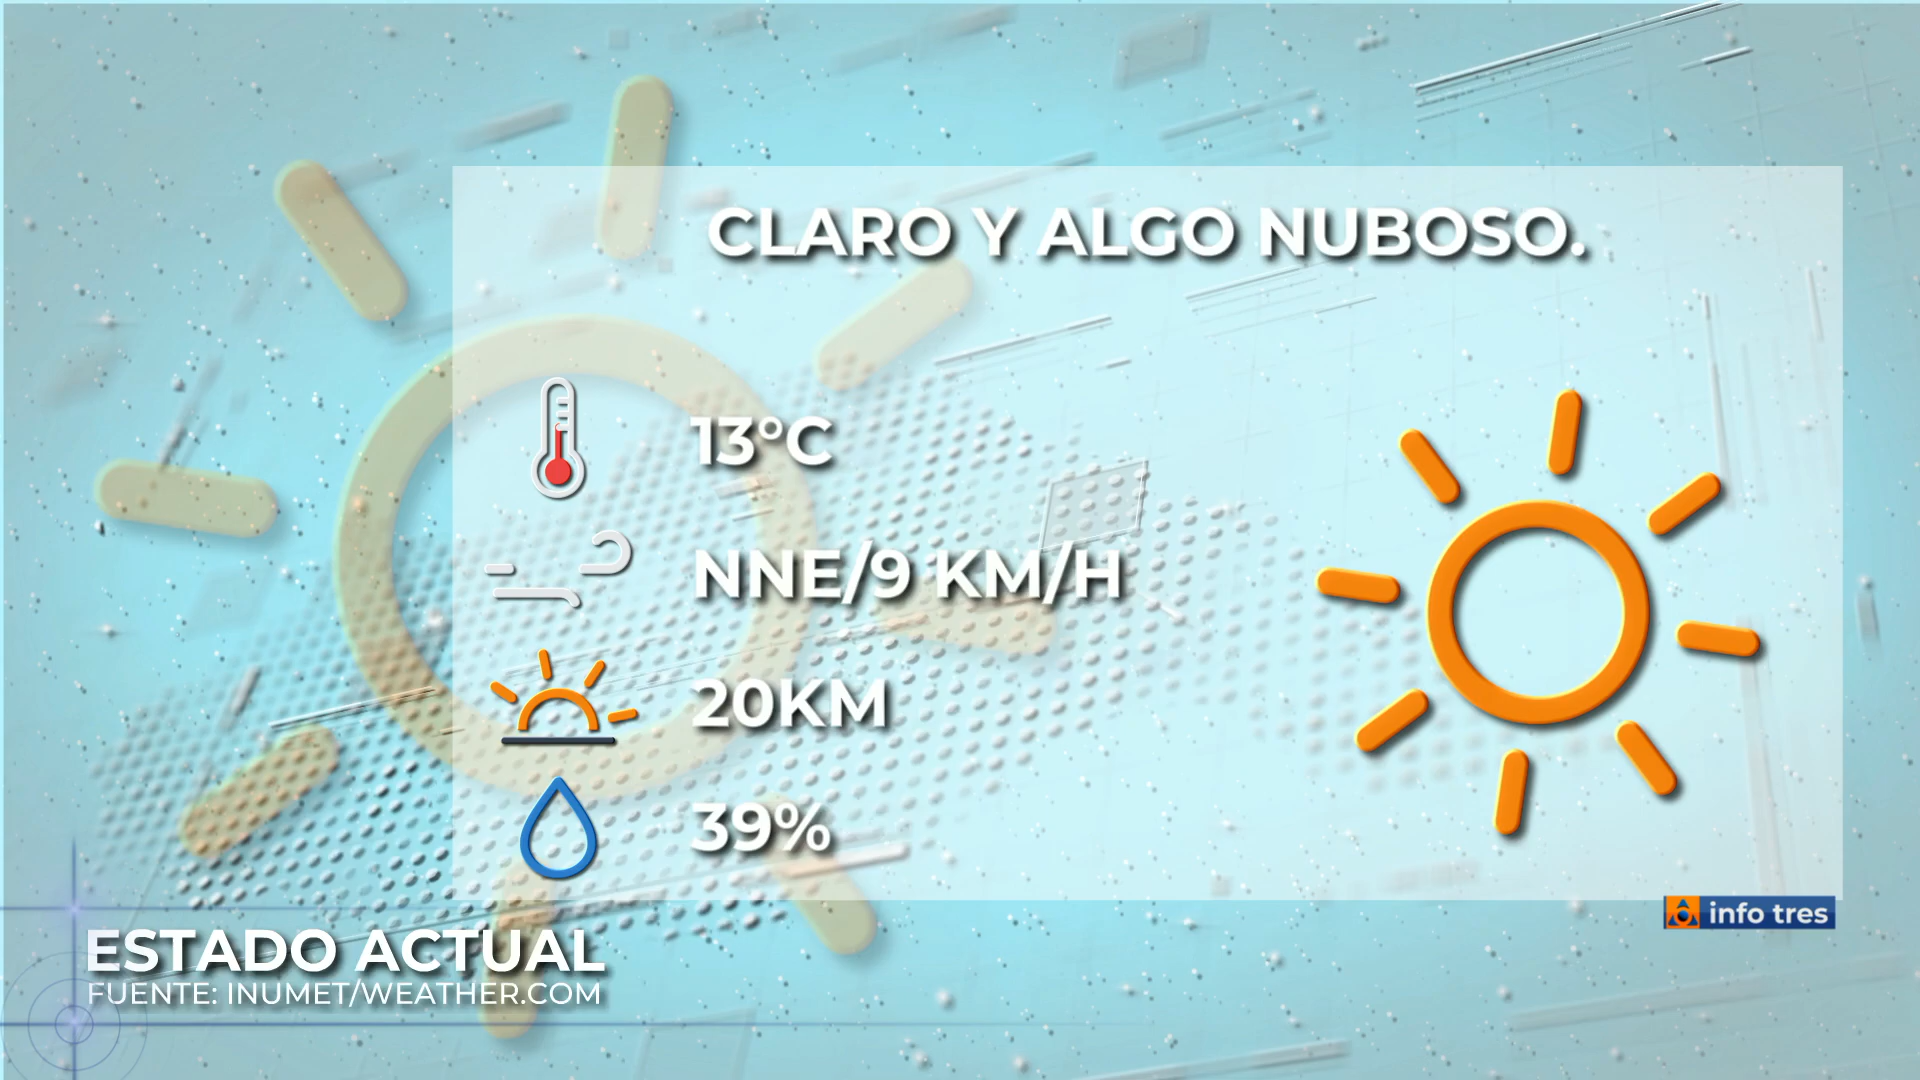 CLARO Y ALGO NUBOSO.
13°C
NNE/9 KM/H
20KM
39%
info tres
ESTADO ACTUAL
FUENTE: INUMET/WEATHER.COM